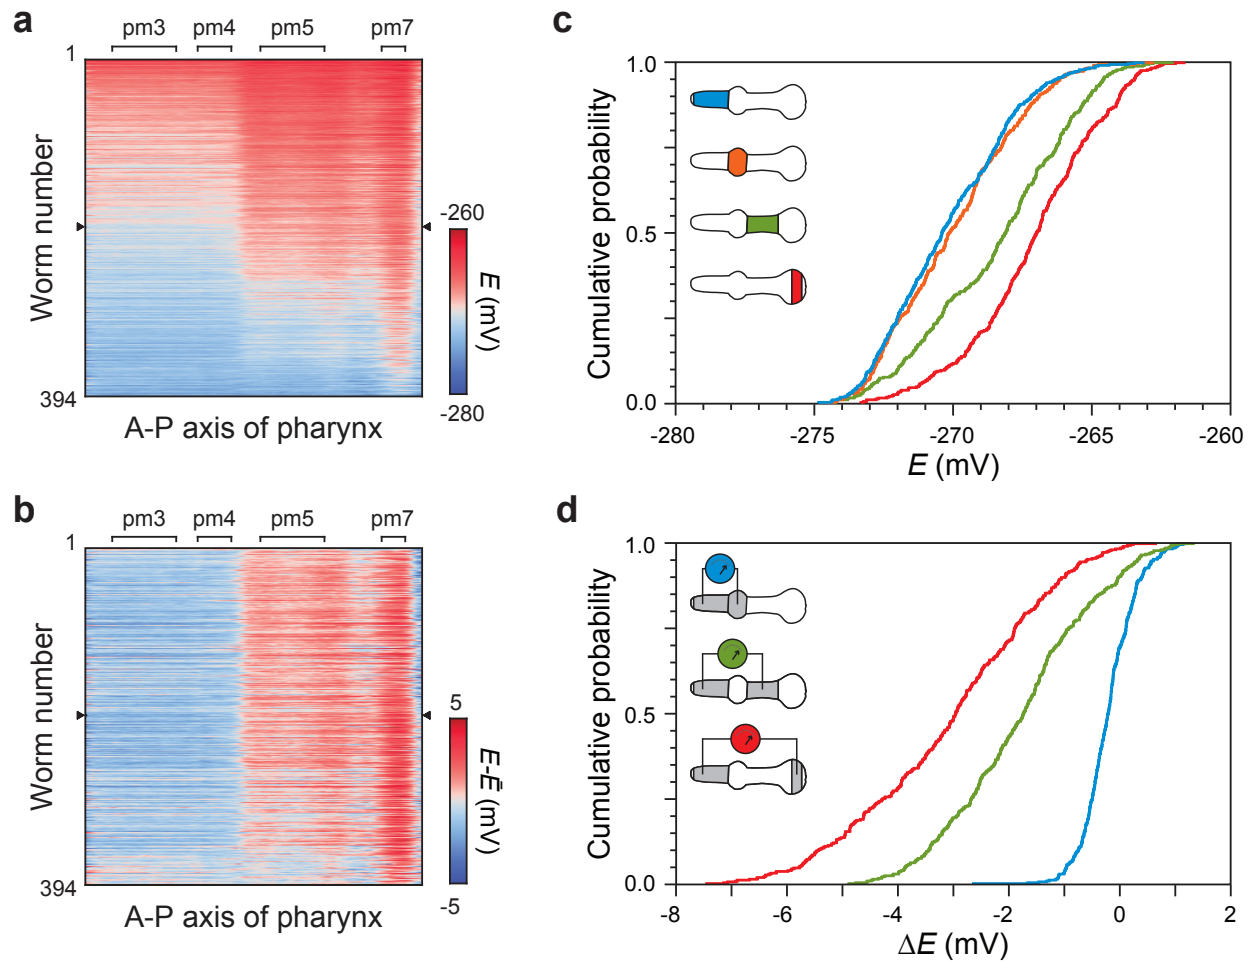 a
pm3 pm4 pm5 pm7
1
Worm number
394
A-P axis of pharynx
-260
E (mV)
-280
b
pm3 pm4 pm5 pm7
1
Worm number
394
A-P axis of pharynx
5
E-Ē (mV)
-5
c
1.0
0.5
0.0
Cumulative probability
-280 -275 -270 -265 -260
E (mV)
d
1.0
0.5
0.0
Cumulative probability
-8 -6 -4 -2 0 2
ΔE (mV)